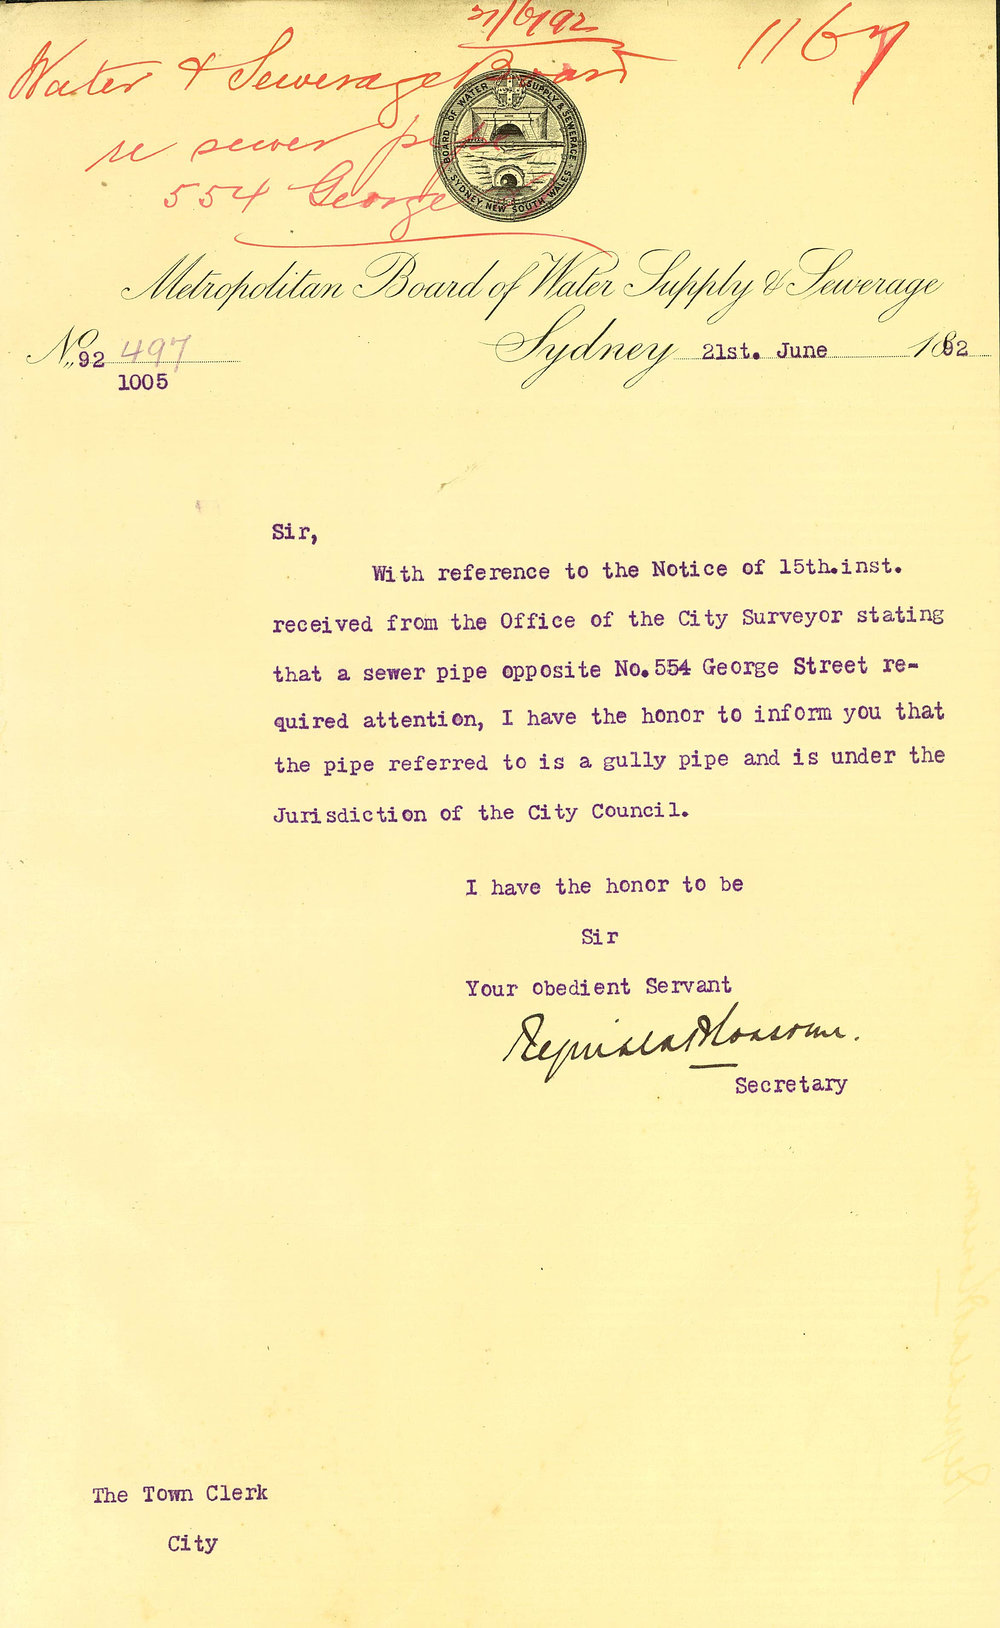 21/6/92
1167
Water & Sewerage Board
re sewer pipe
554 George St
BOARD OF WATER SUPPLY & SEWERAGE
SYDNEY NEW SOUTH WALES
Metropolitan Board of Water Supply & Sewerage
No. 92 497
1005
Sydney 21st. June 1892
Sir,
With reference to the Notice of 15th.inst.
received from the Office of the City Surveyor stating
that a sewer pipe opposite No.554 George Street re-
quired attention, I have the honor to inform you that
the pipe referred to is a gully pipe and is under the
Jurisdiction of the City Council.
I have the honor to be
Sir
Your obedient Servant
Secretary
The Town Clerk
City